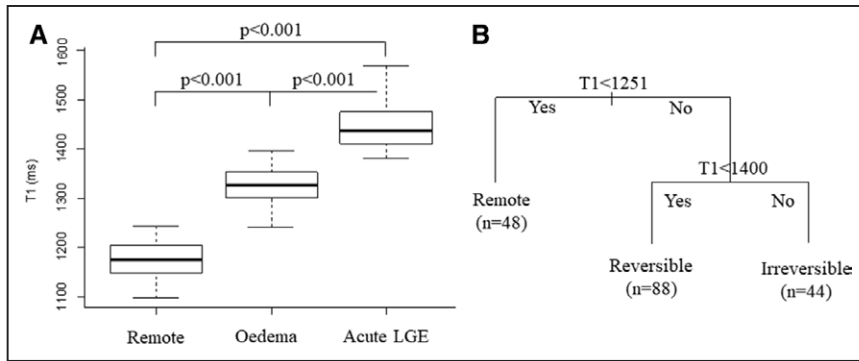 A
p<0.001
p<0.001
p<0.001
T1 (ms)
1600
1500
1400
1300
1200
1100
Remote
Oedema
Acute LGE
B
T1<1251
Yes
No
T1<1400
Remote
(n=48)
Yes
No
Reversible
(n=88)
Irreversible
(n=44)